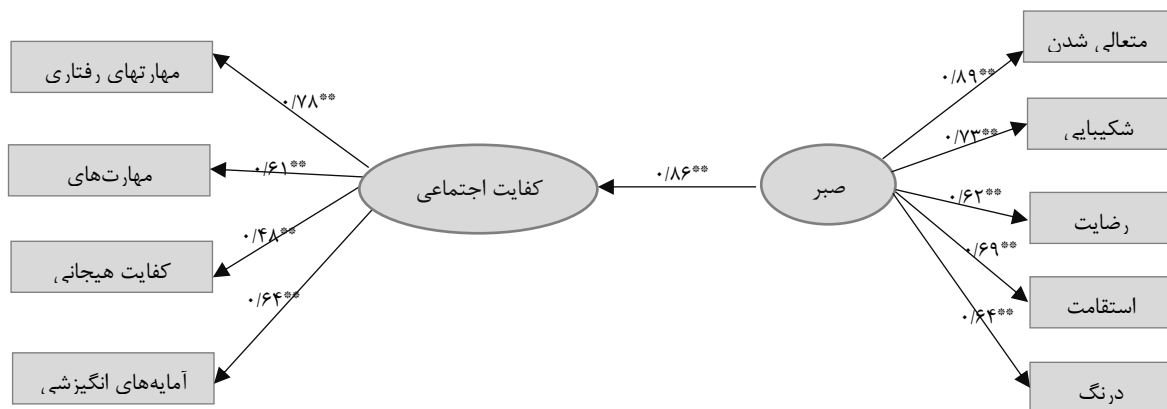 متعالی شدن
۰/۸۹**
شکیبایی
۰/۷۳**
رضایت
۰/۶۲**
استقامت
۰/۶۹**
درنگ
۰/۶۴**
صبر
۰/۸۶**
کفایت اجتماعی
مهارتهای رفتاری
۰/۷۸**
مهارت‌های
۰/۶۱**
کفایت هیجانی
۰/۴۸**
آمایه‌های انگیزشی
۰/۶۴**